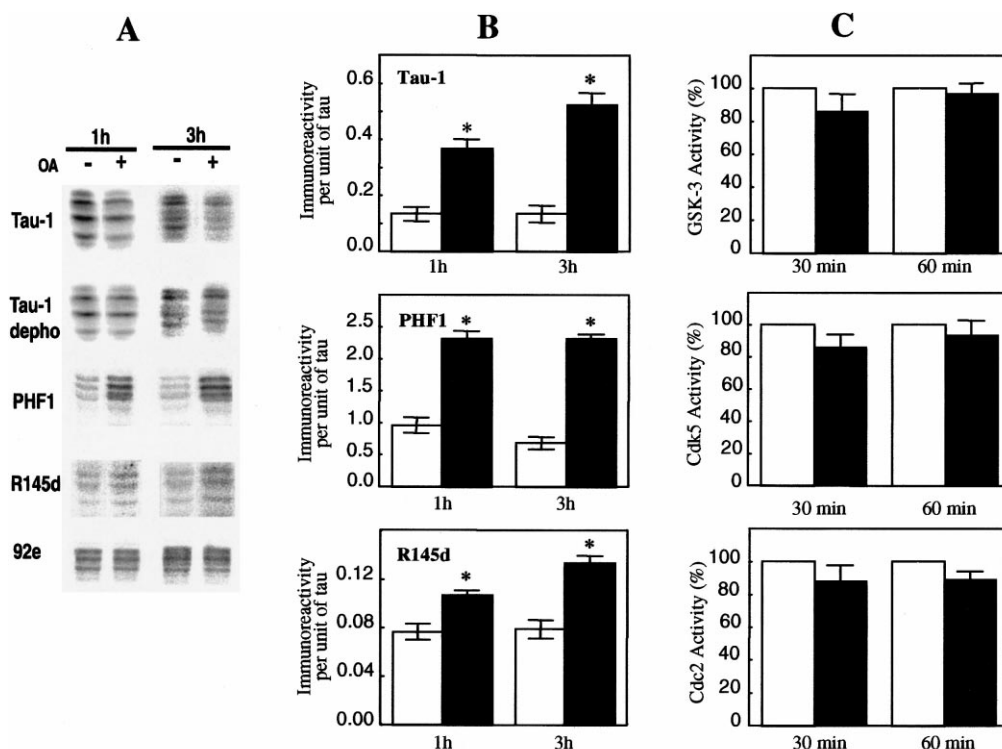 A
1h 3h
OA - + - +
Tau-1
Tau-1
depho
PHF1
R145d
92e
B
Immunoreactivity
per unit of tau
0.6
0.4
0.2
0.0
Tau-1
*
*
1h 3h
Immunoreactivity
per unit of tau
2.5
2.0
1.5
1.0
0.5
0.0
PHF1
*
*
1h 3h
Immunoreactivity
per unit of tau
0.12
0.08
0.04
0.00
R145d
*
*
1h 3h
C
GSK-3 Activity (%)
100
80
60
40
20
0
30 min 60 min
Cdk5 Activity (%)
100
80
60
40
20
0
30 min 60 min
Cdc2 Activity (%)
100
80
60
40
20
0
30 min 60 min